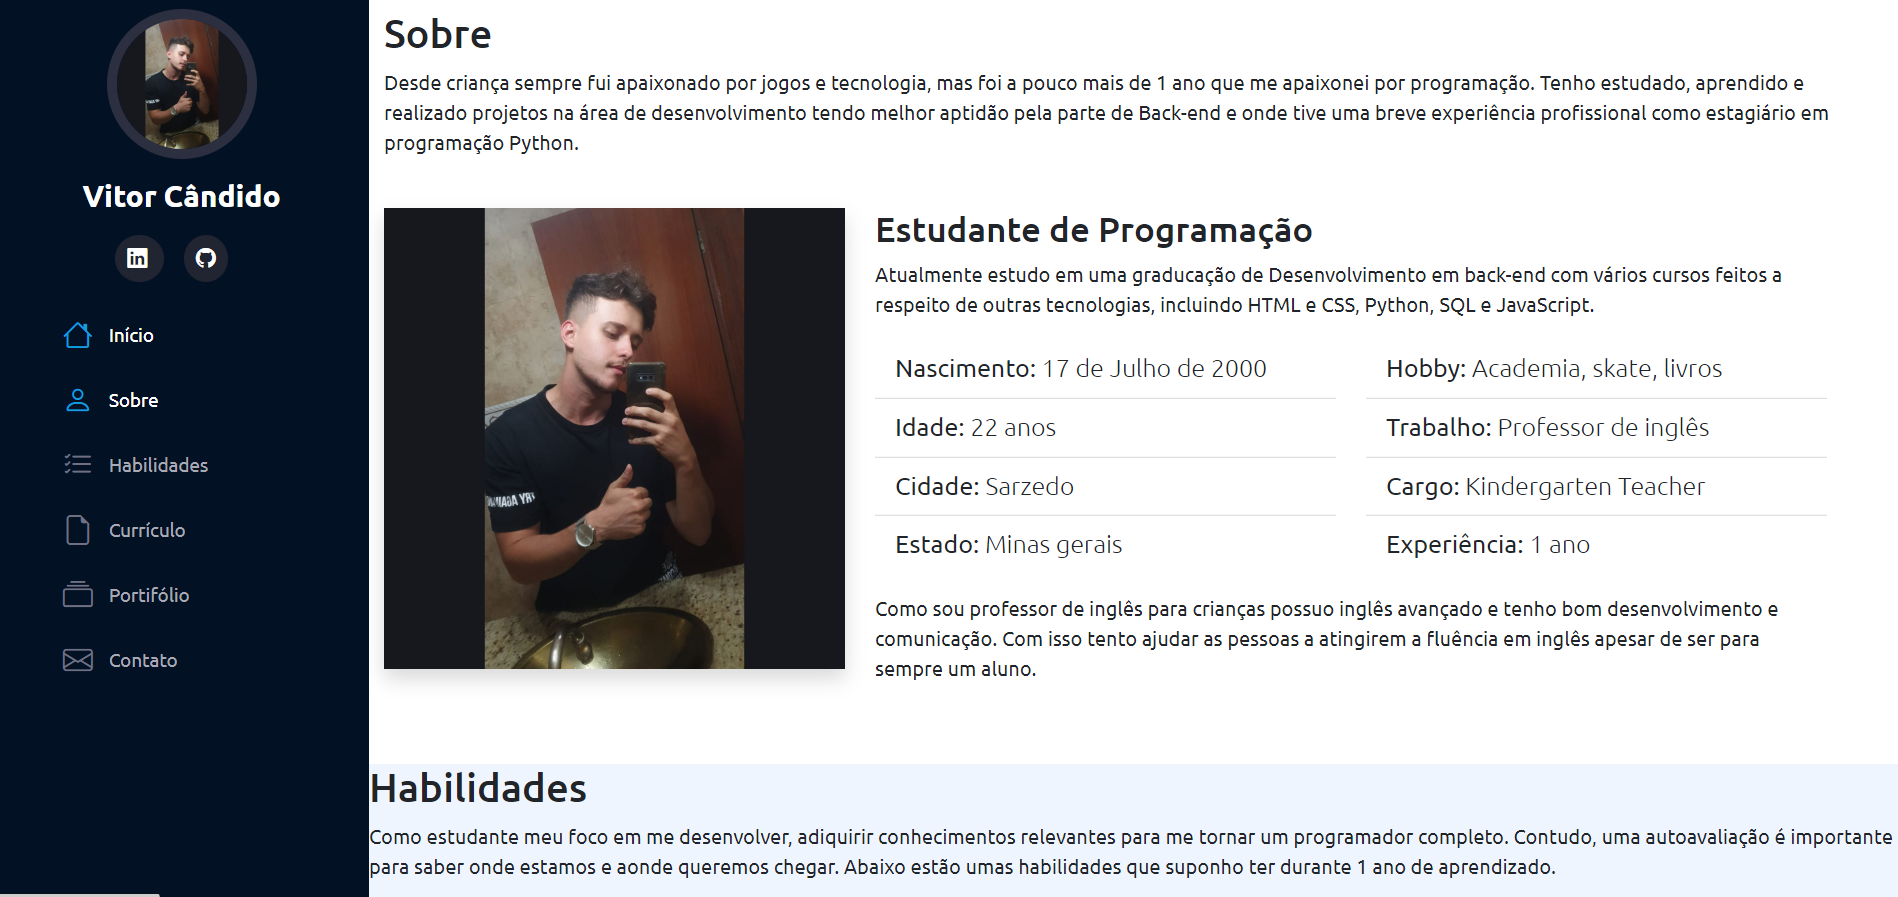 Vitor Cândido
in
Início
Sobre
Habilidades
Currículo
Portifólio
Contato
Sobre
Desde criança sempre fui apaixonado por jogos e tecnologia, mas foi a pouco mais de 1 ano que me apaixonei por programação. Tenho estudado, aprendido e
realizado projetos na área de desenvolvimento tendo melhor aptidão pela parte de Back-end e onde tive uma breve experiência profissional como estagiário em
programação Python.
Estudante de Programação
Atualmente estudo em uma graducação de Desenvolvimento em back-end com vários cursos feitos a
respeito de outras tecnologias, incluindo HTML e CSS, Python, SQL e JavaScript.
Nascimento: 17 de Julho de 2000
Idade: 22 anos
Cidade: Sarzedo
Estado: Minas gerais
Hobby: Academia, skate, livros
Trabalho: Professor de inglês
Cargo: Kindergarten Teacher
Experiência: 1 ano
Como sou professor de inglês para crianças possuo inglês avançado e tenho bom desenvolvimento e
comunicação. Com isso tento ajudar as pessoas a atingirem a fluência em inglês apesar de ser para
sempre um aluno.
Habilidades
Como estudante meu foco em me desenvolver, adiquirir conhecimentos relevantes para me tornar um programador completo. Contudo, uma autoavaliação é importante
para saber onde estamos e aonde queremos chegar. Abaixo estão umas habilidades que suponho ter durante 1 ano de aprendizado.